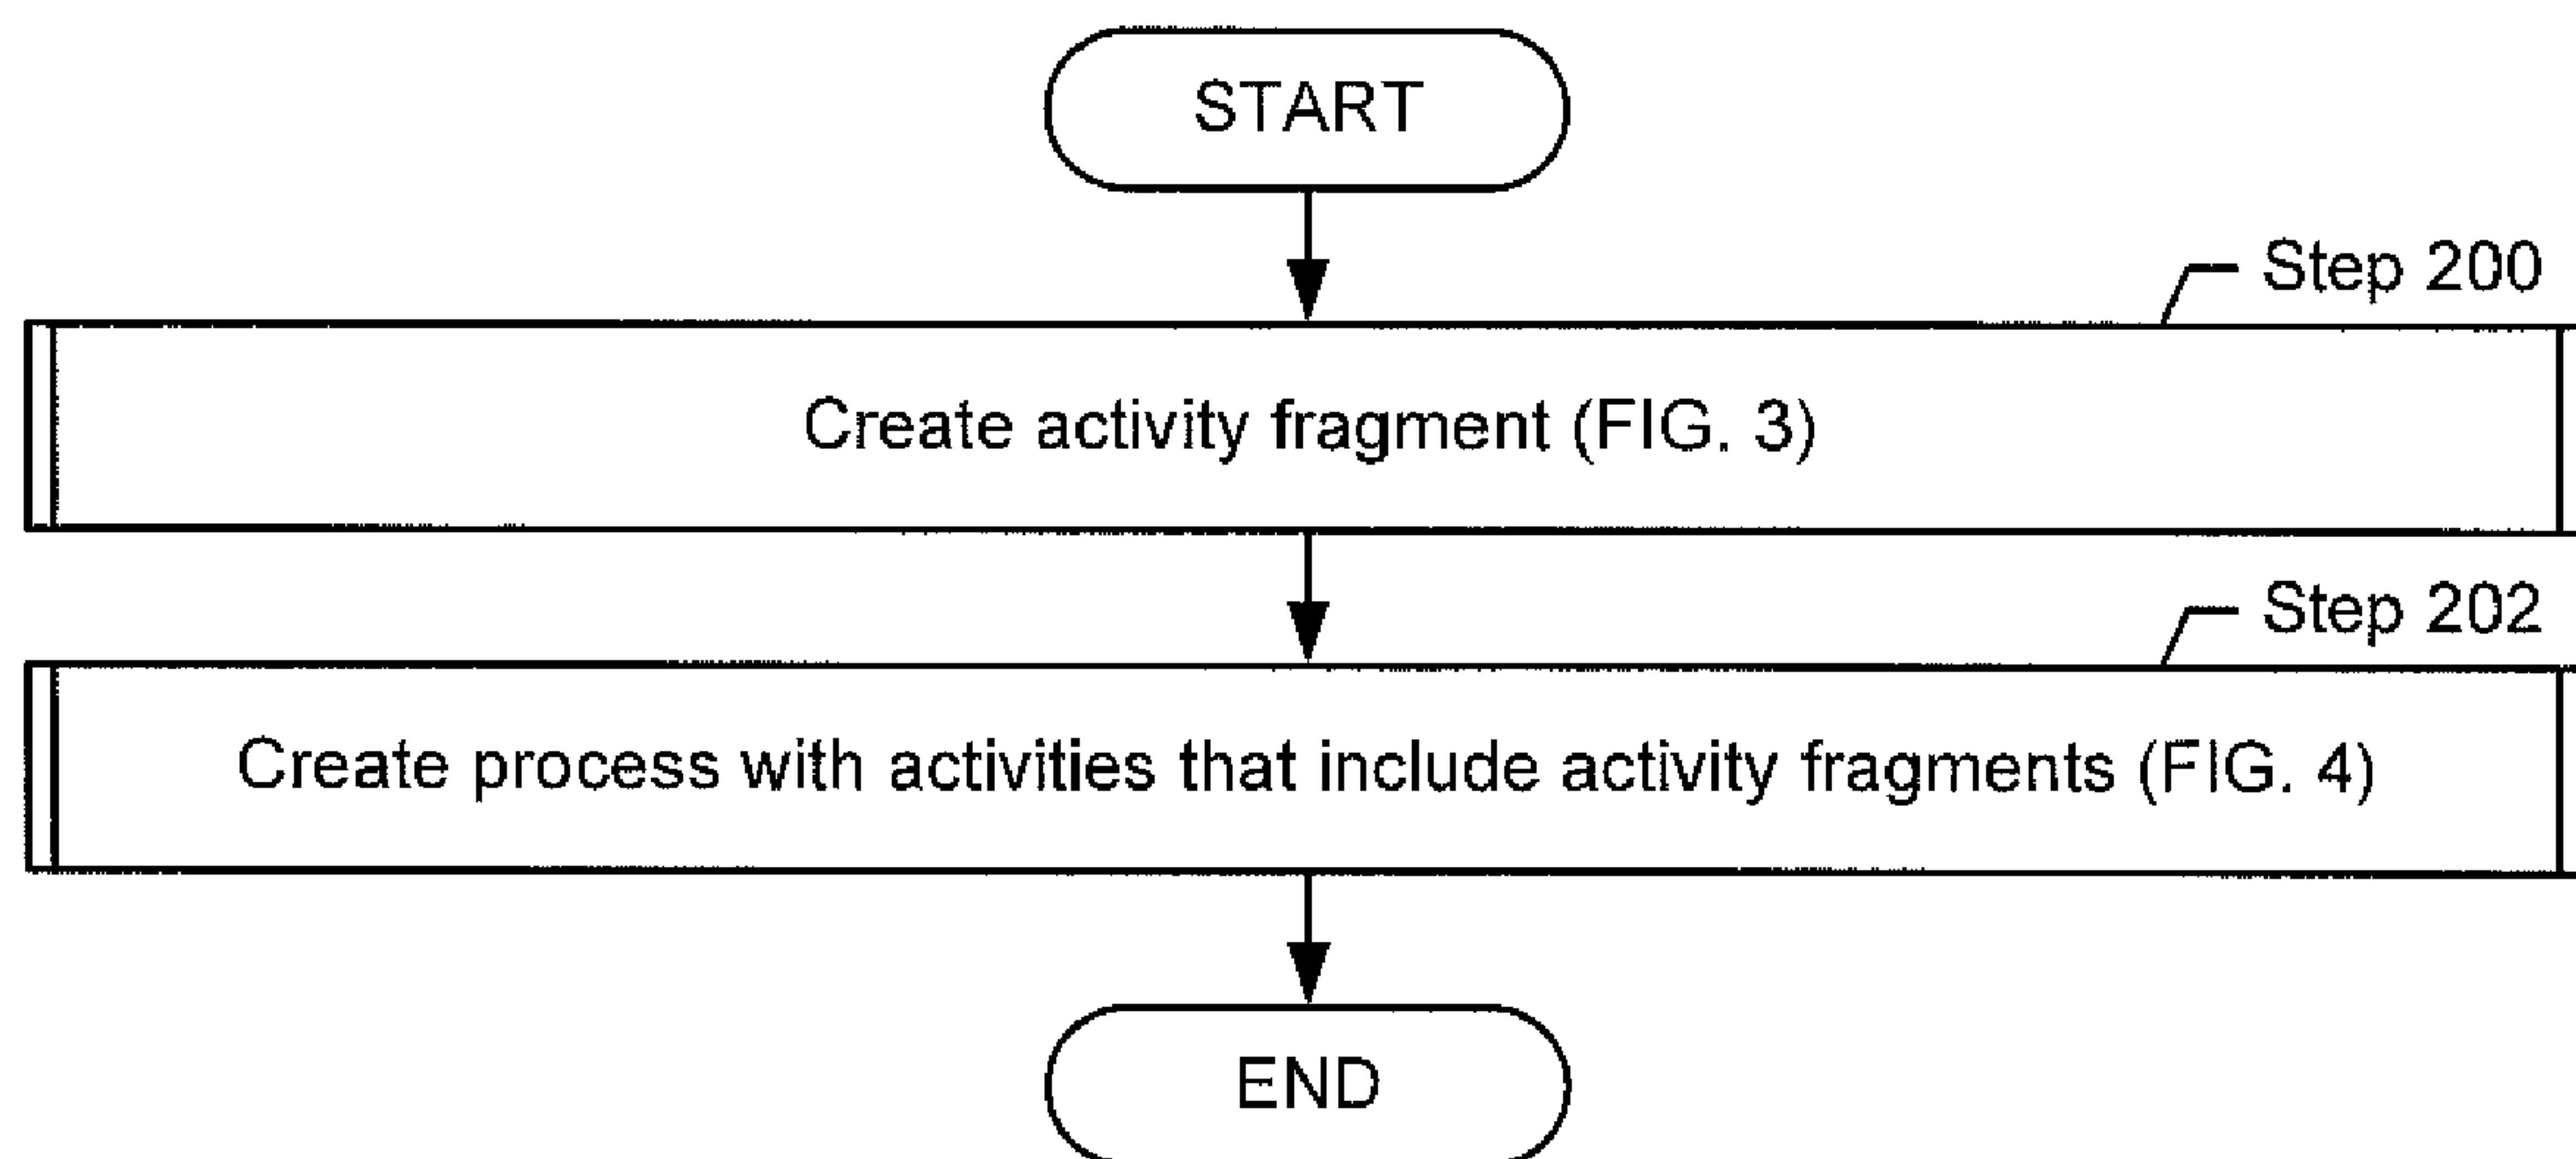 START
Step 200
Create activity fragment (FIG. 3)
Step 202
Create process with activities that include activity fragments (FIG. 4)
END